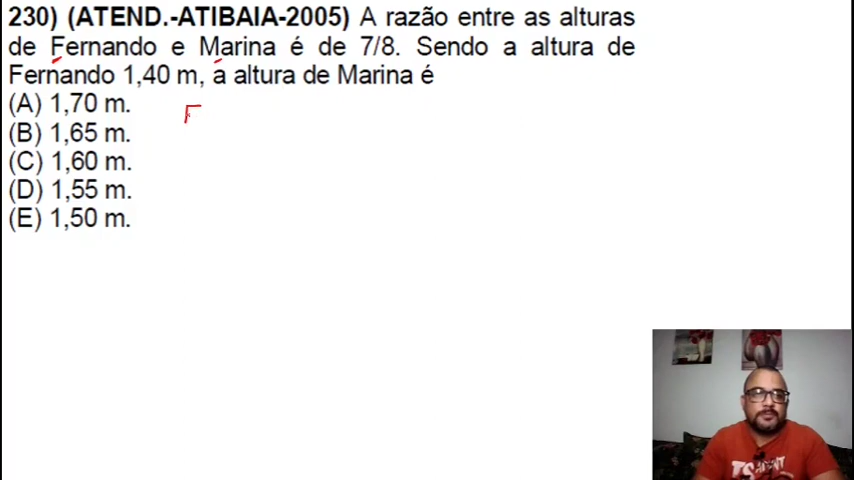 230) (ATEND.-ATIBAIA-2005) A razão entre as alturas
de Fernando e Marina é de 7/8. Sendo a altura de
Fernando 1,40 m, a altura de Marina é
(A) 1,70 m.
(B) 1,65 m.
(C) 1,60 m.
(D) 1,55 m.
(E) 1,50 m.